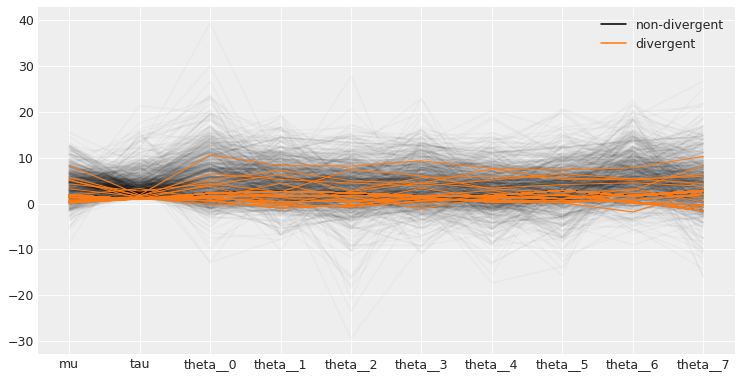 40
30
20
10
0
−10
−20
−30
non-divergent
divergent
mu tau theta__0 theta__1 theta__2 theta__3 theta__4 theta__5 theta__6 theta__7